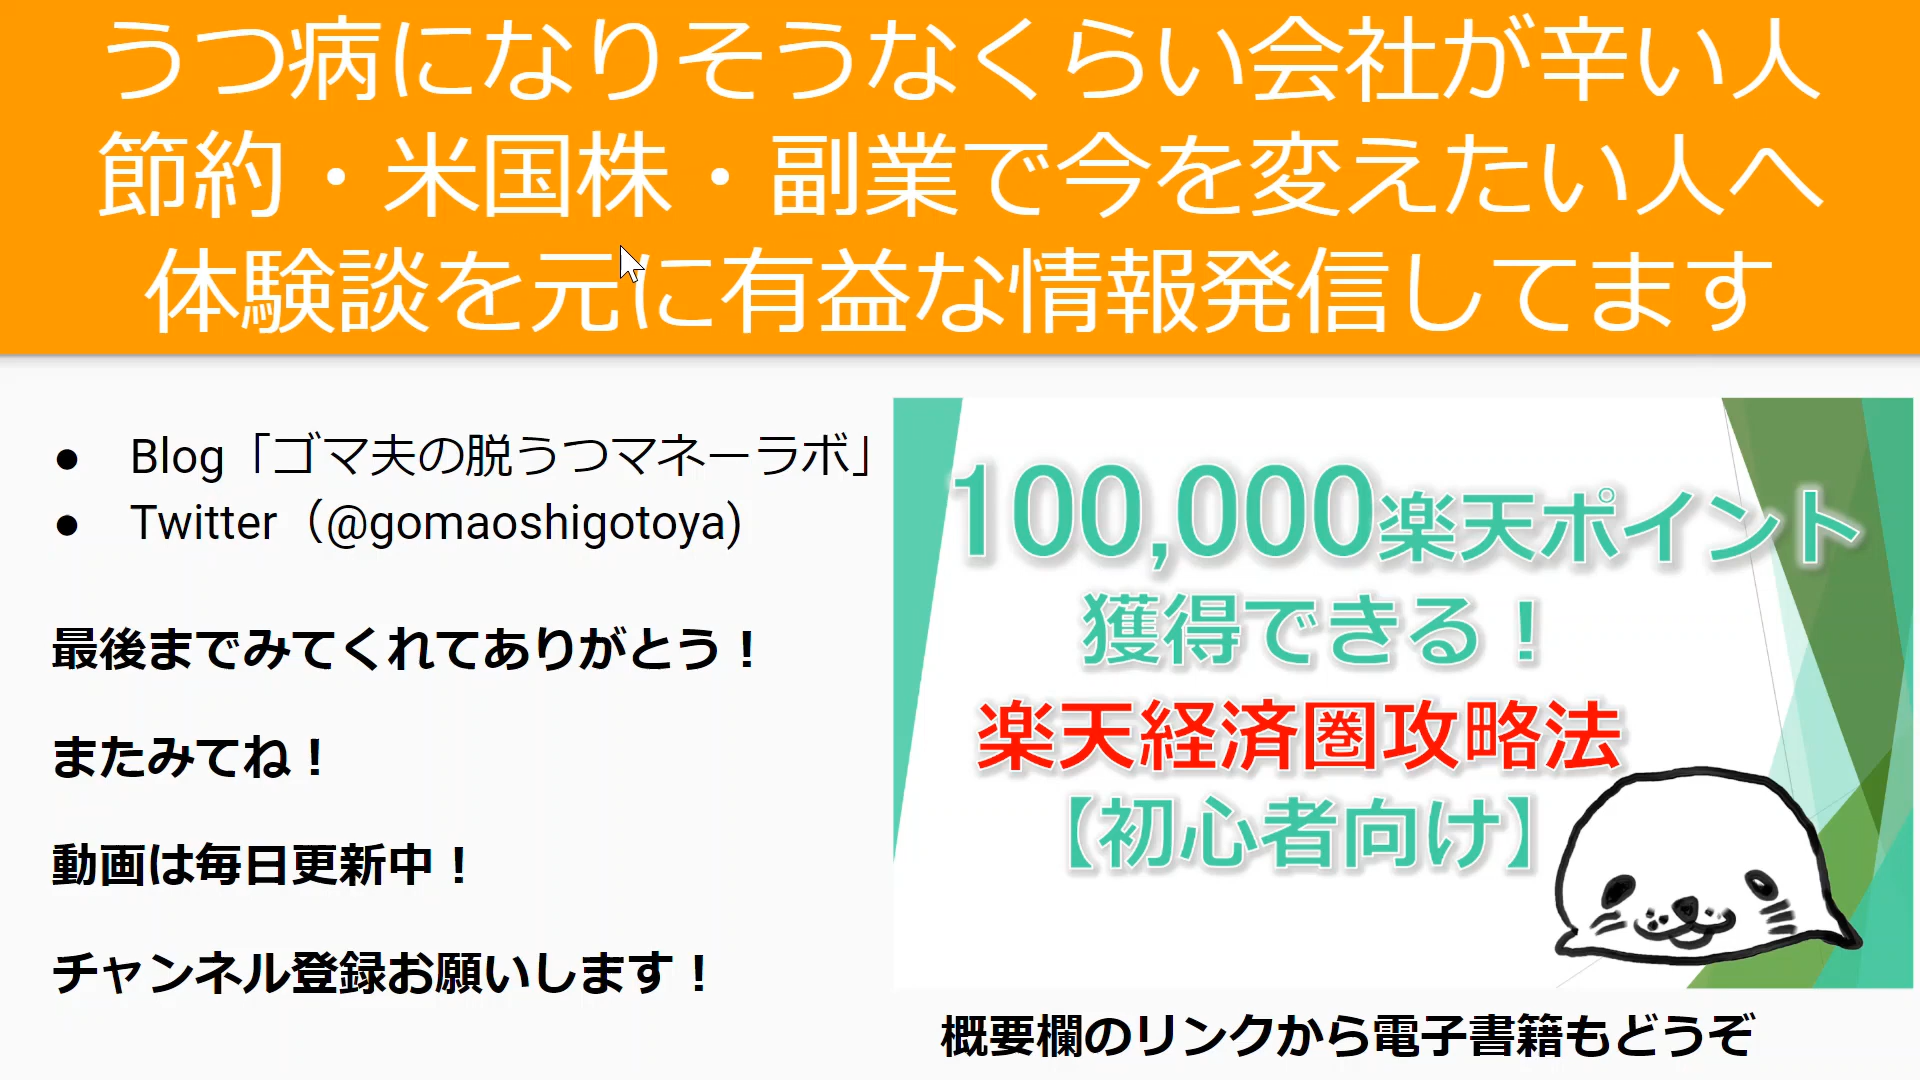 うつ病になりそうなくらい会社が辛い人
節約・米国株・副業で今を変えたい人へ
体験談を元に有益な情報発信してます
● Blog「ゴマ夫の脱うつマネーラボ」
● Twitter（@gomaoshigotoya)
最後までみてくれてありがとう！
またみてね！
動画は毎日更新中！
チャンネル登録お願いします！
100,000楽天ポイント
獲得できる！
楽天経済圏攻略法
【初心者向け】
概要欄のリンクから電子書籍もどうぞ